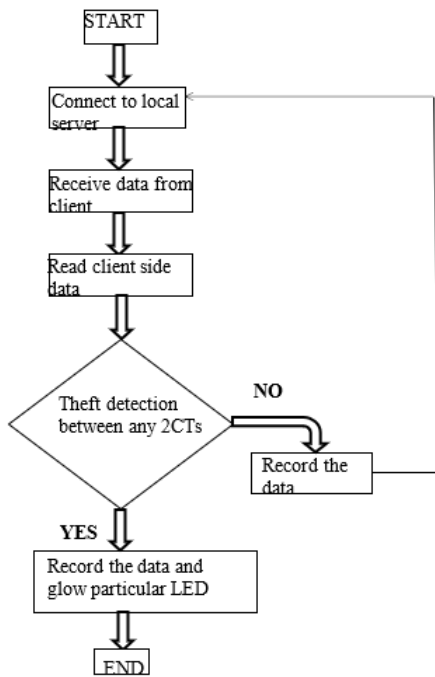 START
Connect to local
server
Receive data from
client
Read client side
data
Theft detection
between any 2CTs
NO
Record the
data
YES
Record the data and
glow particular LED
END